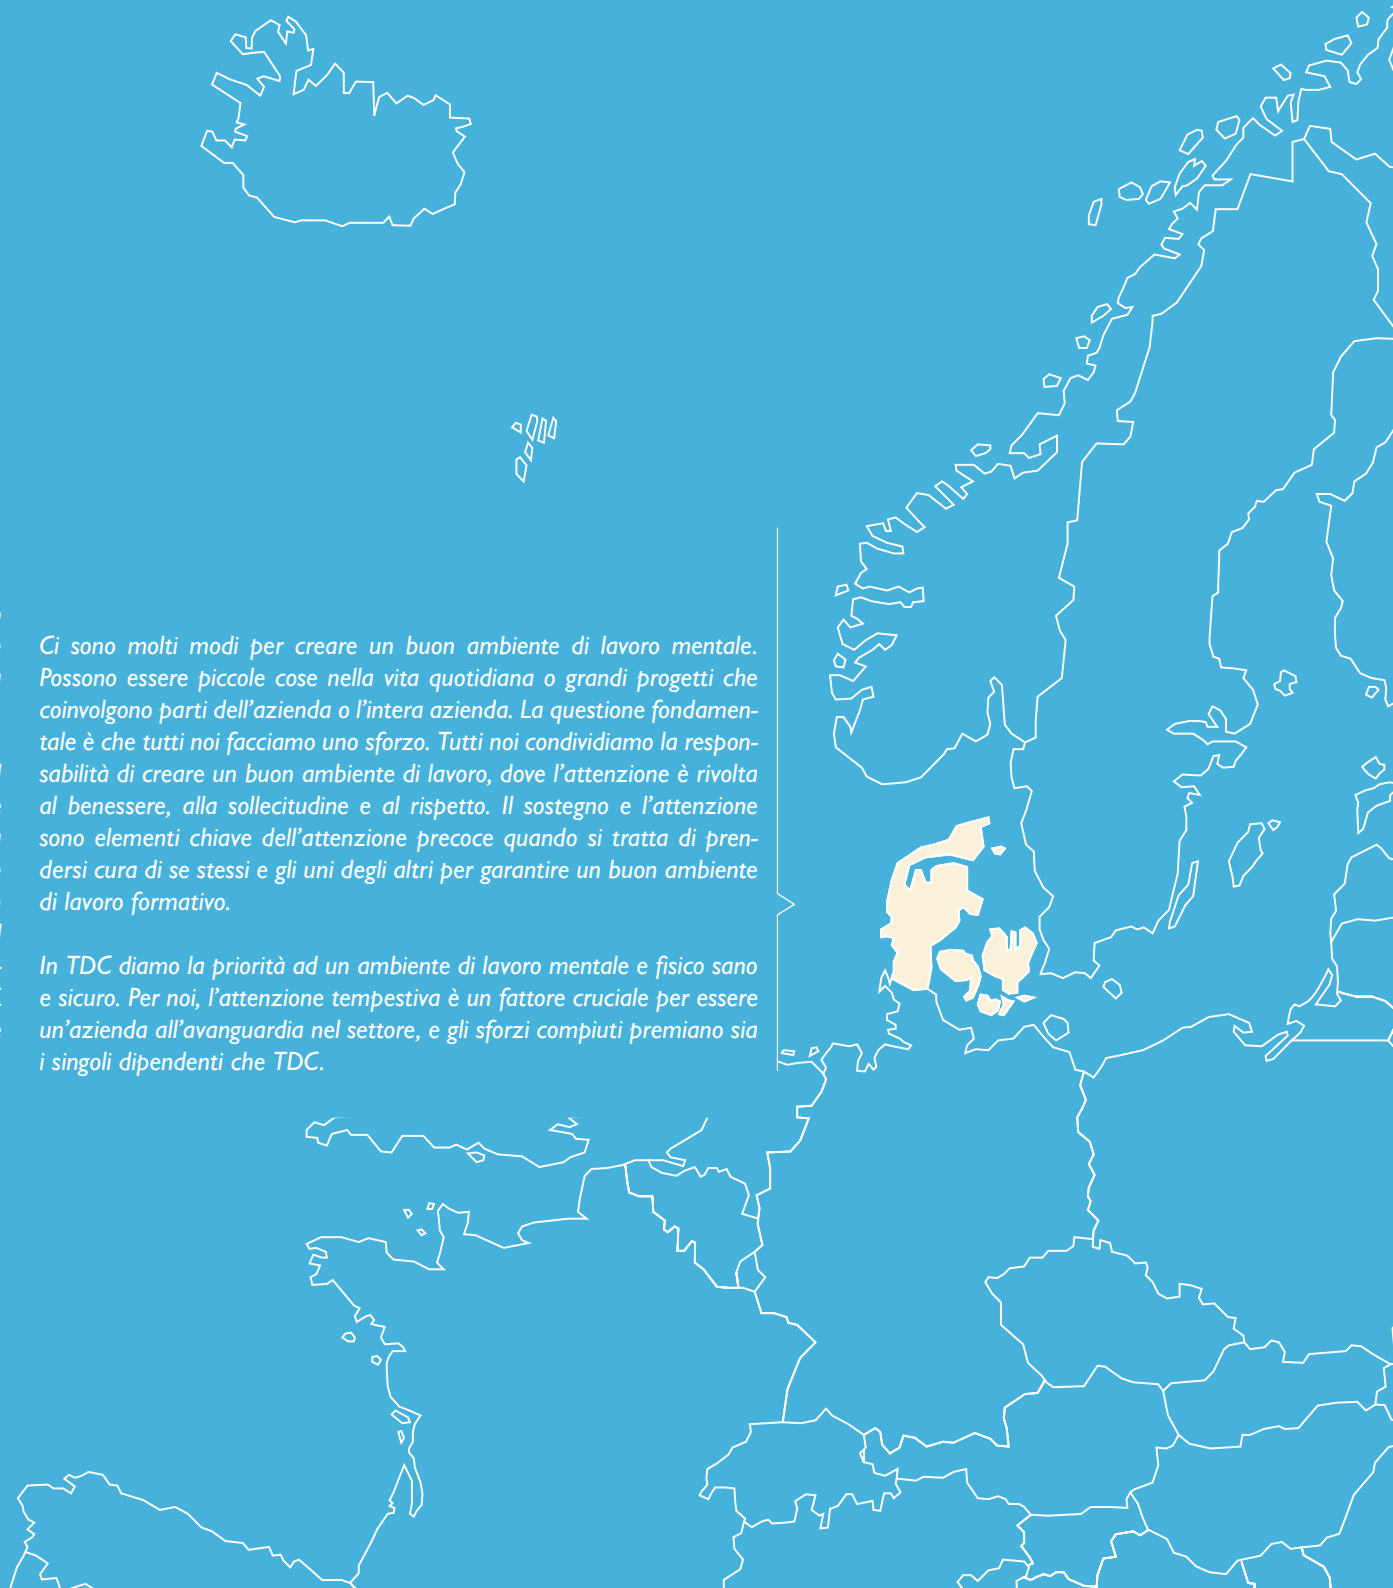 Ci sono molti modi per creare un buon ambiente di lavoro mentale.
Possono essere piccole cose nella vita quotidiana o grandi progetti che
coinvolgono parti dell'azienda o l'intera azienda. La questione fondamen-
tale è che tutti noi facciamo uno sforzo. Tutti noi condividiamo la respon-
sabilità di creare un buon ambiente di lavoro, dove l'attenzione è rivolta
al benessere, alla sollecitudine e al rispetto. Il sostegno e l'attenzione
sono elementi chiave dell'attenzione precoce quando si tratta di pren-
dersi cura di se stessi e gli uni degli altri per garantire un buon ambiente
di lavoro formativo.
In TDC diamo la priorità ad un ambiente di lavoro mentale e fisico sano
e sicuro. Per noi, l'attenzione tempestiva è un fattore cruciale per essere
un'azienda all'avanguardia nel settore, e gli sforzi compiuti premiano sia
i singoli dipendenti che TDC.